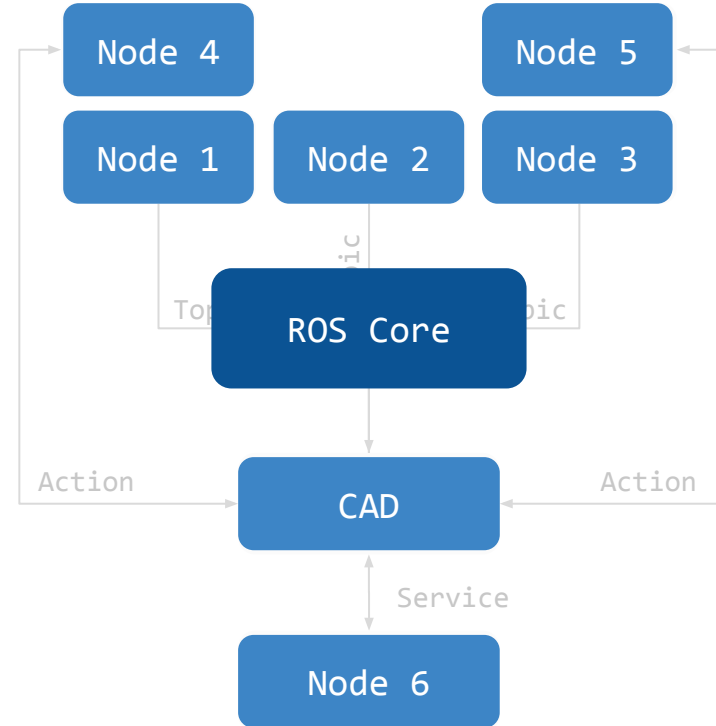 Node 4
Node 5
Node 1
Node 2
Node 3
ROS Core
Action
CAD
Action
Service
Node 6